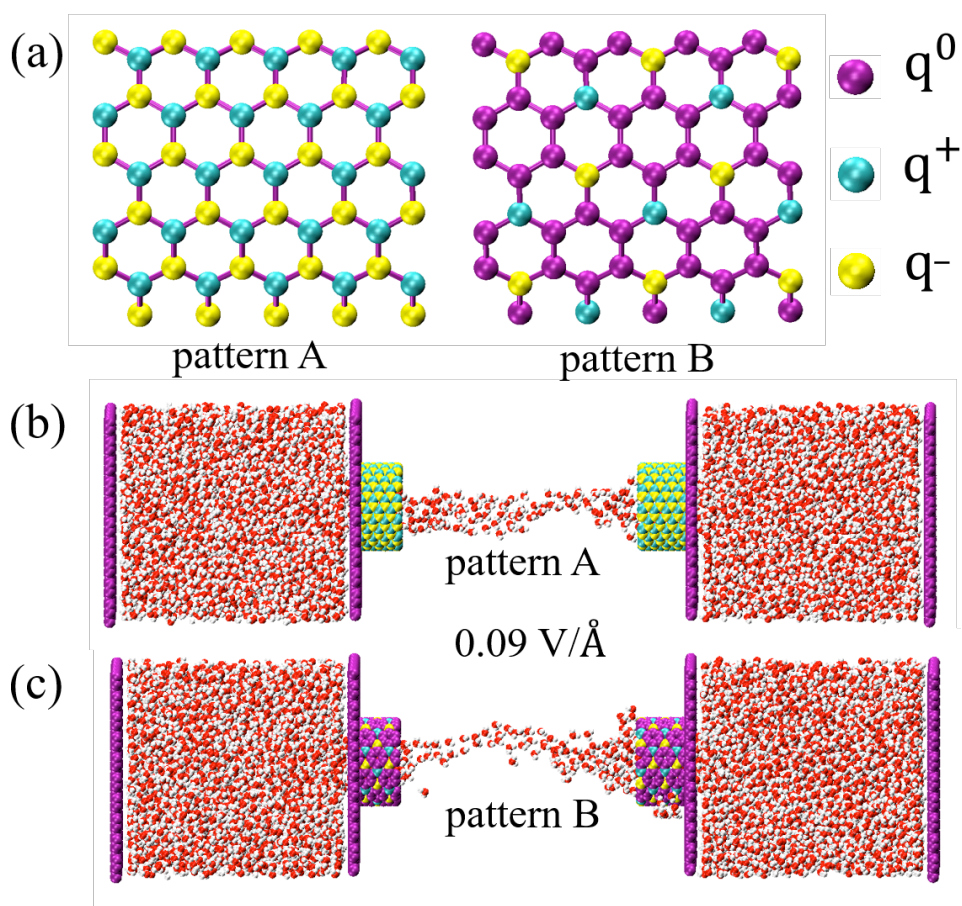 (a)
q⁰
q⁺
q⁻
pattern A
pattern B
(b)
pattern A
0.09 V/Å
(c)
pattern B